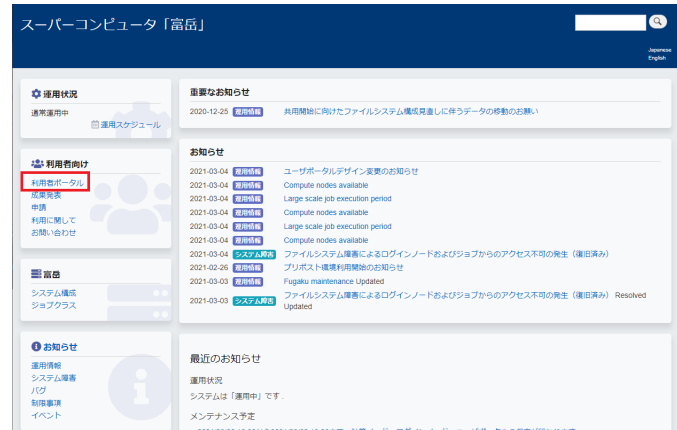 スーパーコンピュータ「富岳」
Japanese
English
運用状況
通常運用中
運用スケジュール
利用者向け
利用者ポータル
成果発表
申請
利用に関して
お問い合わせ
富岳
システム構成
ジョブクラス
お知らせ
運用情報
システム障害
バグ
制限事項
イベント
重要なお知らせ
2020-12-25 運用情報 共用開始に向けたファイルシステム構成見直しに伴うデータの移動のお願い
お知らせ
2021-03-04 運用情報 ユーザポータルデザイン変更のお知らせ
2021-03-04 運用情報 Compute nodes available
2021-03-04 運用情報 Large scale job execution period
2021-03-04 運用情報 Compute nodes available
2021-03-04 運用情報 Large scale job execution period
2021-03-04 運用情報 Compute nodes available
2021-03-04 システム障害 ファイルシステム障害によるログインノードおよびジョブからのアクセス不可の発生（復旧済み）
2021-02-26 運用情報 プリポスト環境利用開始のお知らせ
2021-03-03 運用情報 Fugaku maintenance Updated
2021-03-03 システム障害 ファイルシステム障害によるログインノードおよびジョブからのアクセス不可の発生（復旧済み） Resolved
Updated
最近のお知らせ
運用状況
システムは「運用中」です .
メンテナンス予定